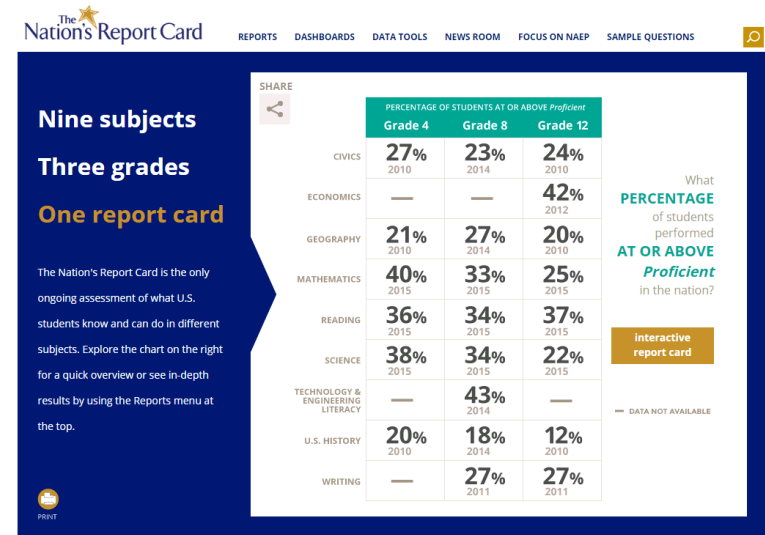 The
Nation's Report Card
REPORTS DASHBOARDS DATA TOOLS NEWS ROOM FOCUS ON NAEP SAMPLE QUESTIONS
Nine subjects
Three grades
One report card
The Nation's Report Card is the only
ongoing assessment of what U.S.
students know and can do in different
subjects. Explore the chart on the right
for a quick overview or see in-depth
results by using the Reports menu at
the top.
PRINT
SHARE
PERCENTAGE OF STUDENTS AT OR ABOVE Proficient
Grade 4 Grade 8 Grade 12
CIVICS 27% 23% 24%
2010 2014 2010
ECONOMICS — — 42%
2012
GEOGRAPHY 21% 27% 20%
2010 2014 2010
MATHEMATICS 40% 33% 25%
2015 2015 2015
READING 36% 34% 37%
2015 2015 2015
SCIENCE 38% 34% 22%
2015 2015 2015
TECHNOLOGY &
ENGINEERING
LITERACY — 43% —
2014
U.S. HISTORY 20% 18% 12%
2010 2014 2010
WRITING — 27% 27%
2011 2011
What
PERCENTAGE
of students
performed
AT OR ABOVE
Proficient
in the nation?
interactive
report card
— DATA NOT AVAILABLE